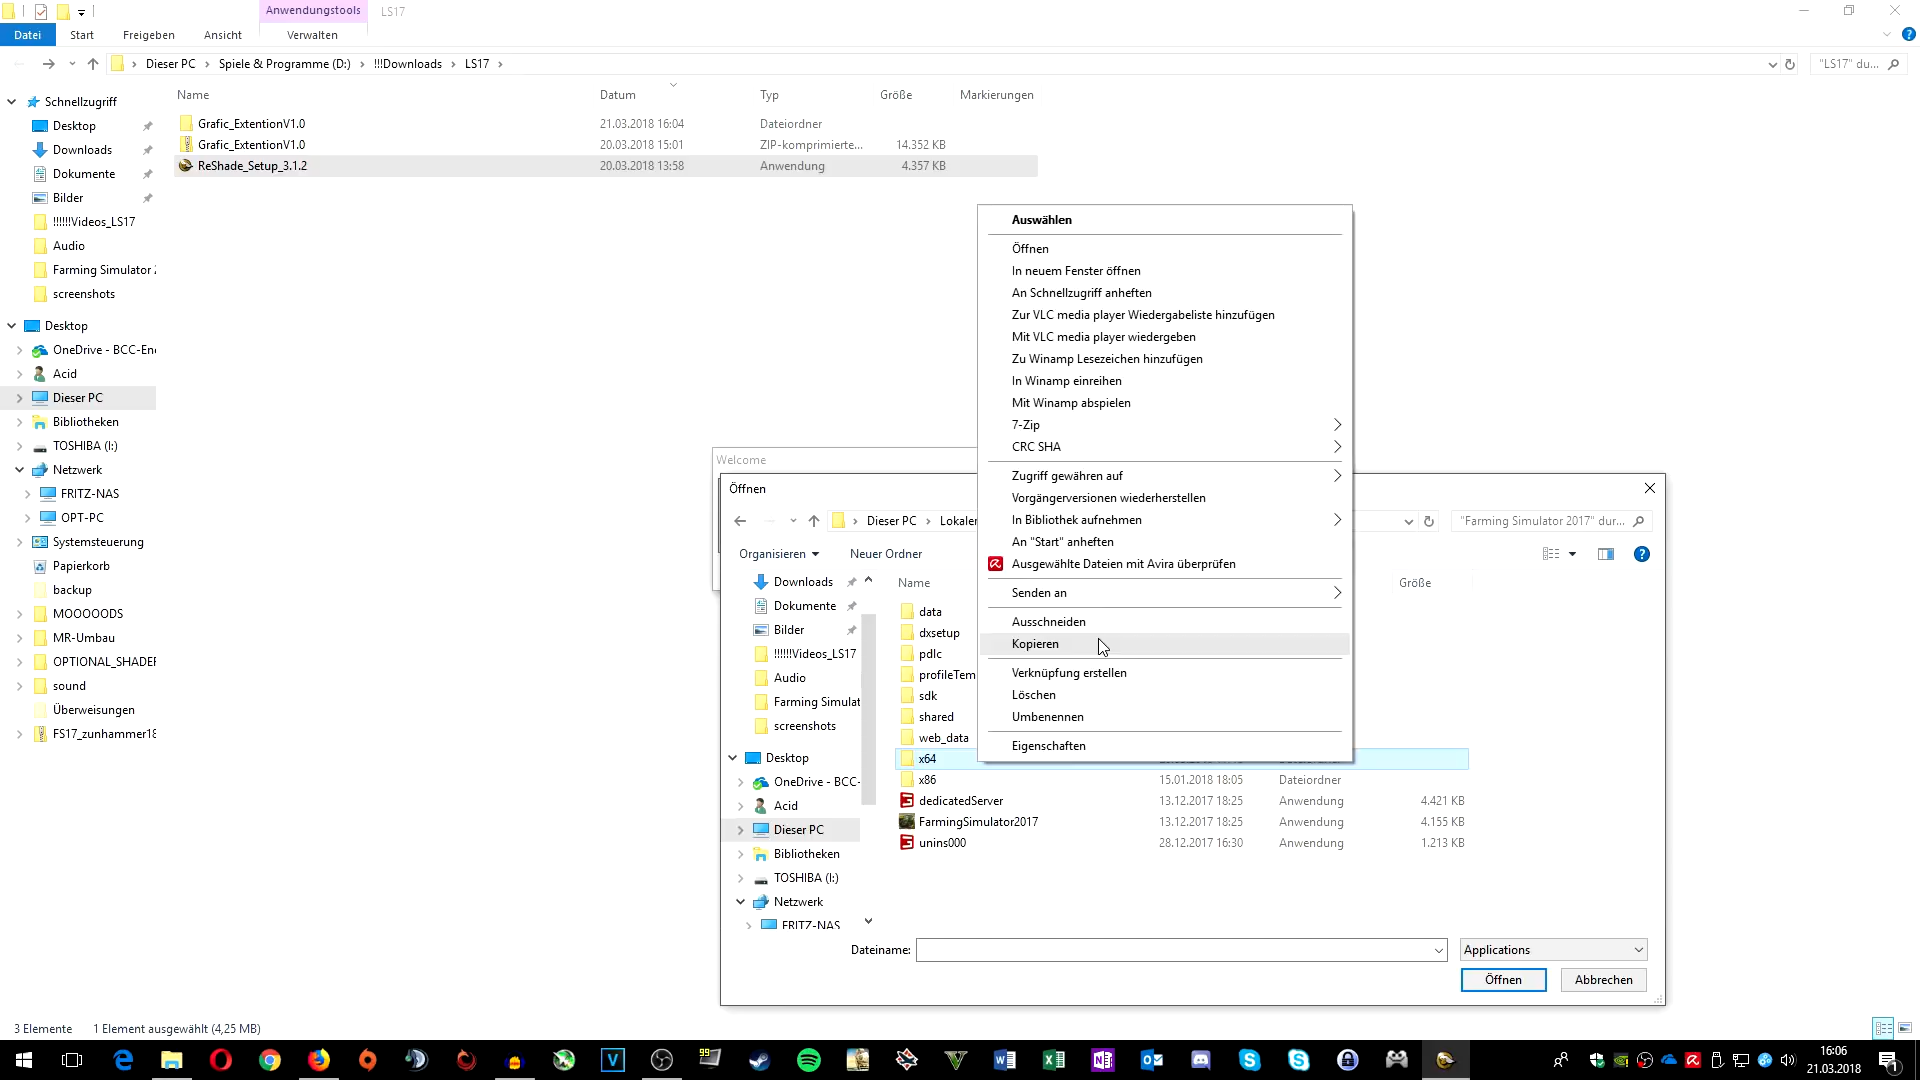 Anwendungstools
LS17
Datei
Start
Freigeben
Ansicht
Verwalten
Dieser PC
Spiele & Programme (D:)
!!!Downloads
LS17
"LS17" du...
Name
Datum
Typ
Größe
Markierungen
Grafic_ExtentionV1.0
21.03.2018 16:04
Dateiordner
Grafic_ExtentionV1.0
20.03.2018 15:01
ZIP-komprimierte...
14.352 KB
ReShade_Setup_3.1.2
20.03.2018 13:58
Anwendung
4.357 KB
Schnellzugriff
Desktop
Downloads
Dokumente
Bilder
!!!!!!Videos_LS17
Audio
Farming Simulator
screenshots
Desktop
OneDrive - BCC-En
Acid
Dieser PC
Bibliotheken
TOSHIBA (I:)
Netzwerk
FRITZ-NAS
OPT-PC
Systemsteuerung
Papierkorb
backup
MOOOOODS
MR-Umbau
OPTIONAL_SHADER
sound
Überweisungen
FS17_zunhammer18
Auswählen
Öffnen
In neuem Fenster öffnen
An Schnellzugriff anheften
Zur VLC media player Wiedergabeliste hinzufügen
Mit VLC media player wiedergeben
Zu Winamp Lesezeichen hinzufügen
In Winamp einreihen
Mit Winamp abspielen
7-Zip
CRC SHA
Zugriff gewähren auf
Vorgängerversionen wiederherstellen
In Bibliothek aufnehmen
An "Start" anheften
Ausgewählte Dateien mit Avira überprüfen
Senden an
Ausschneiden
Kopieren
Verknüpfung erstellen
Löschen
Umbenennen
Eigenschaften
Welcome
Öffnen
Dieser PC
Lokaler
"Farming Simulator 2017" dur...
Organisieren
Neuer Ordner
Name
Größe
Downloads
Dokumente
Bilder
!!!!!!Videos_LS17
Audio
Farming Simulat
screenshots
Desktop
OneDrive - BCC-
Acid
Dieser PC
Bibliotheken
TOSHIBA (I:)
Netzwerk
FRITZ-NAS
data
dxsetup
pdlc
profileTem
sdk
shared
web_data
x64
x86
15.01.2018 18:05
Dateiordner
dedicatedServer
13.12.2017 18:25
Anwendung
4.421 KB
FarmingSimulator2017
13.12.2017 18:25
Anwendung
4.155 KB
unins000
28.12.2017 16:30
Anwendung
1.213 KB
Dateiname:
Applications
Öffnen
Abbrechen
3 Elemente
1 Element ausgewählt (4,25 MB)
99
16:06
21.03.2018
1